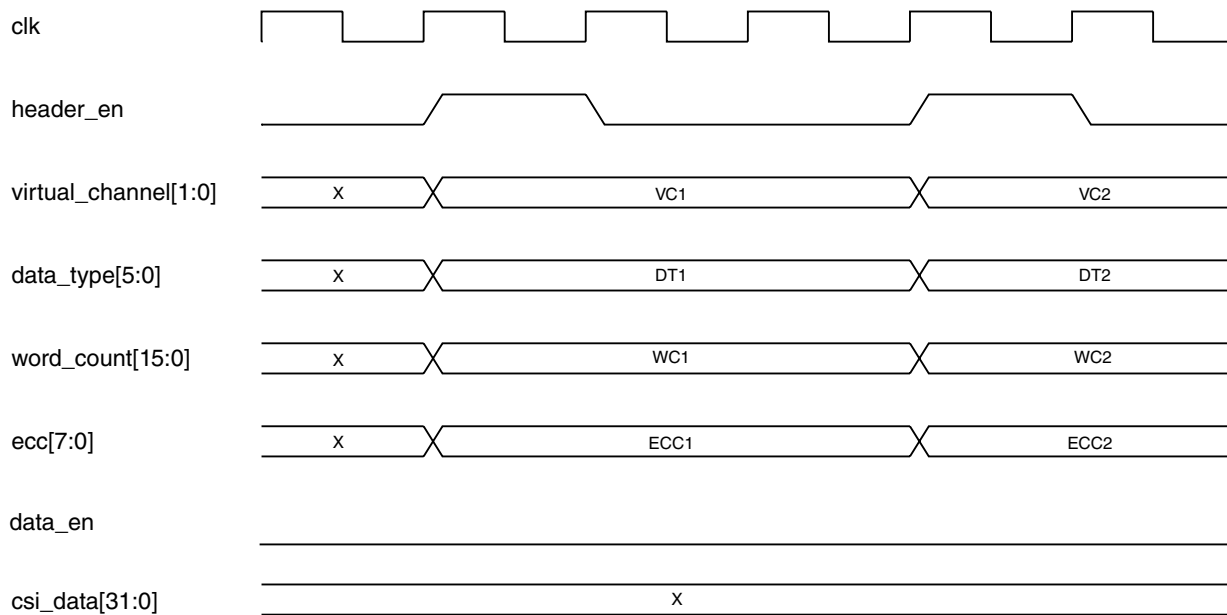 clk
header_en
virtual_channel[1:0] X VC1 VC2
data_type[5:0] X DT1 DT2
word_count[15:0] X WC1 WC2
ecc[7:0] X ECC1 ECC2
data_en
csi_data[31:0] X